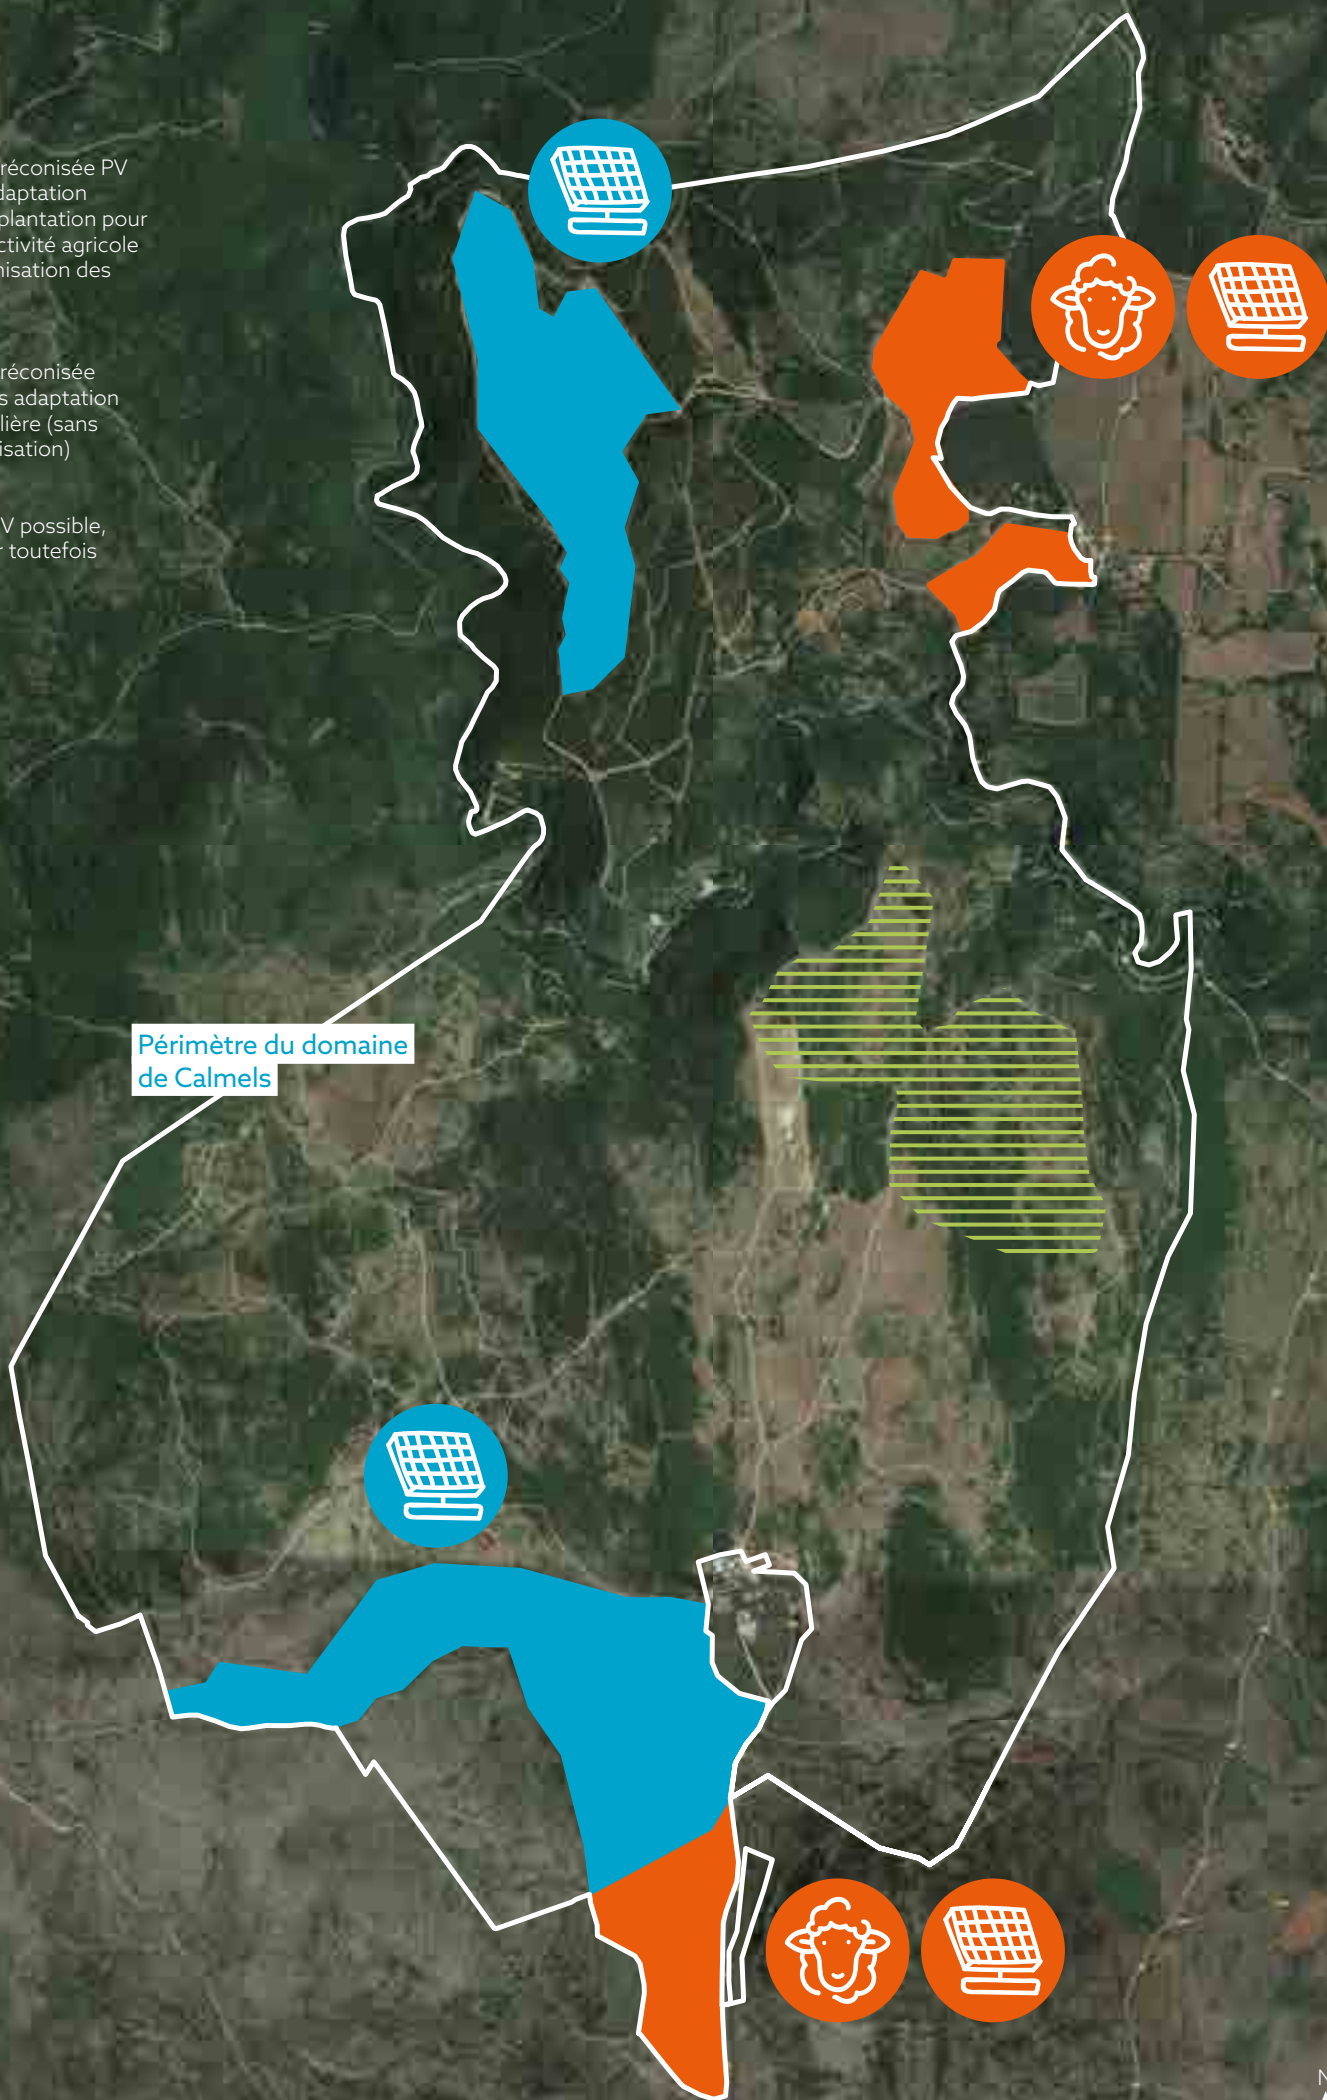 réconisée PV
daptation
plantation pour
ctivité agricole
nisation des
réconisée
s adaptation
lière (sans
isation)
V possible,
r toutefois
Périmètre du domaine
de Calmels
N